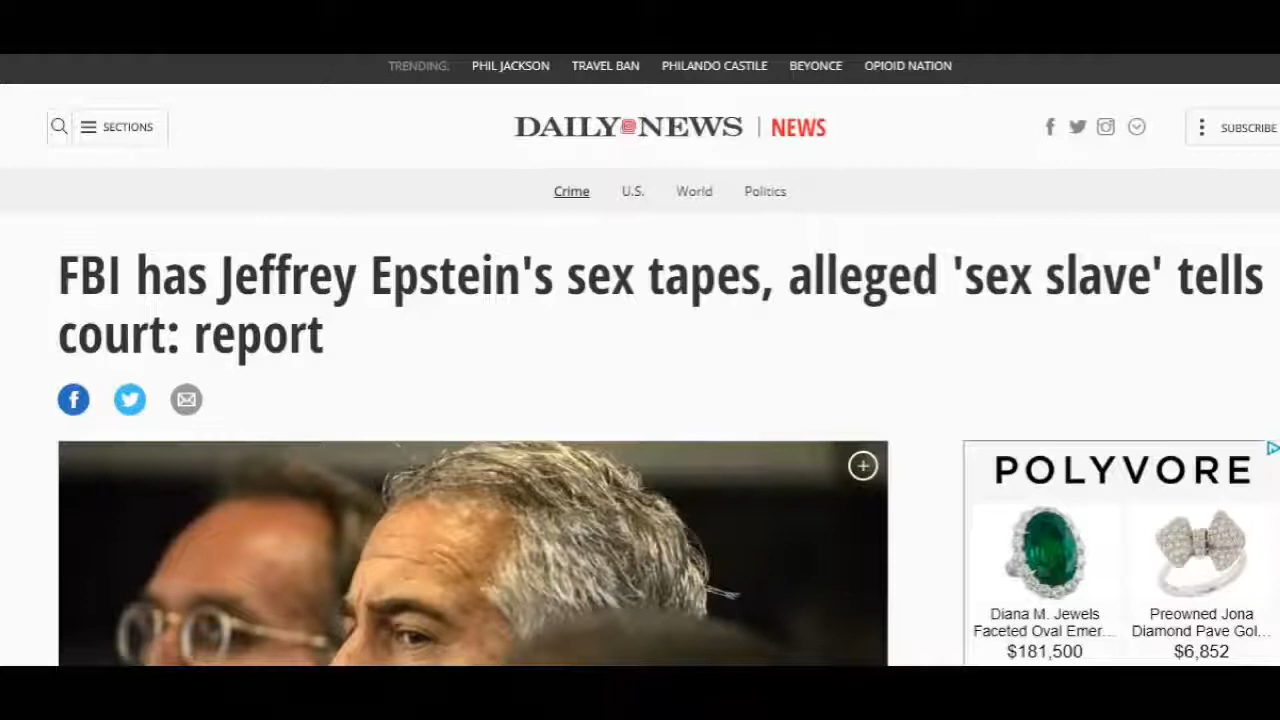 TRENDING: PHIL JACKSON TRAVEL BAN PHILANDO CASTILE BEYONCE OPIOID NATION
SECTIONS
DAILY NEWS | NEWS
SUBSCRIBE
Crime U.S. World Politics
FBI has Jeffrey Epstein's sex tapes, alleged 'sex slave' tells
court: report
POLYVORE
Diana M. Jewels
Faceted Oval Emer...
$181,500
Preowned Jona
Diamond Pave Gol...
$6,852